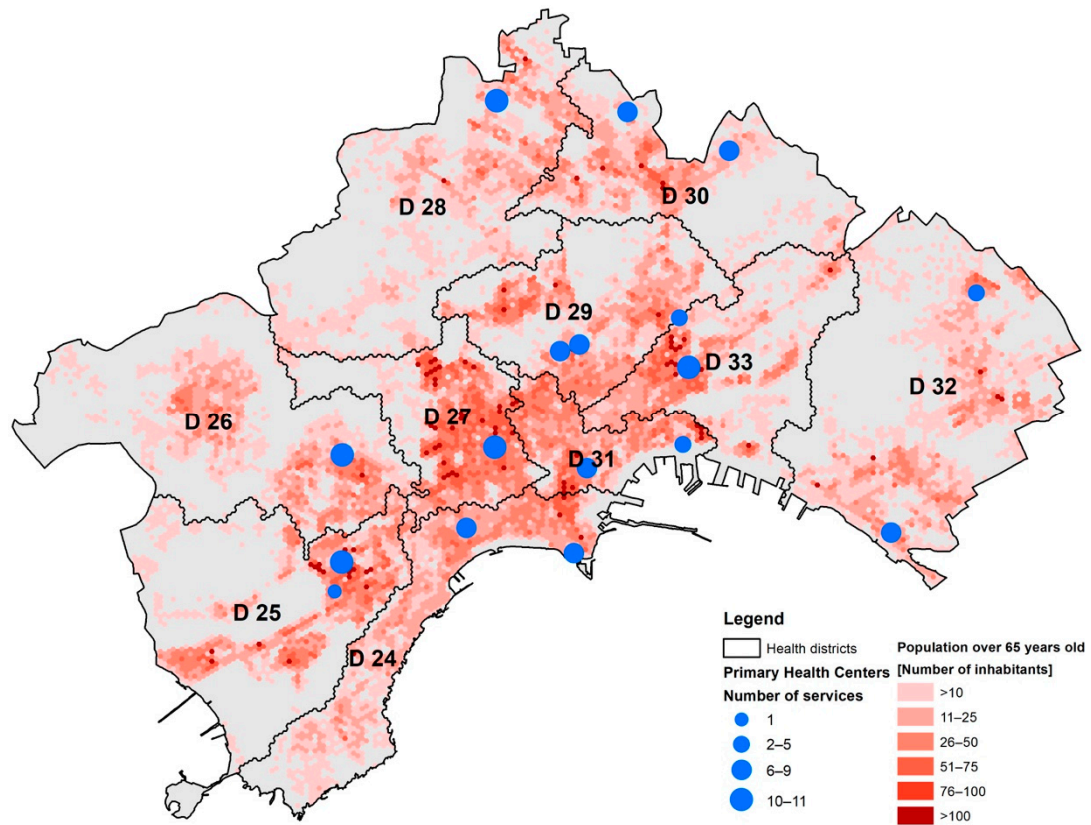 D 28
D 30
D 29
D 33
D 32
D 26
D 27
D 31
D 25
D 24
Legend
Health districts
Primary Health Centers
Number of services
1
2–5
6–9
10–11
Population over 65 years old
[Number of inhabitants]
>10
11–25
26–50
51–75
76–100
>100